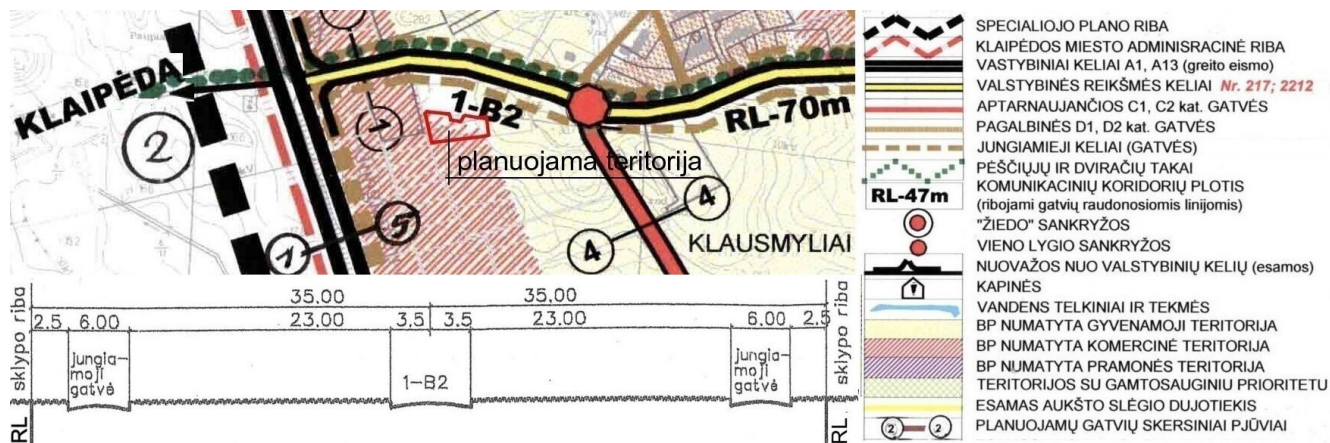 KLAIPĖDA
2
1
1-B2
RL-70m
planuojama teritorija
4
5
1
4
KLAUSMYLIAI
35.00 35.00
2.5 6.00 23.00 3.5 3.5 23.00 6.00 2.5
RL sklypo riba
jungia-
moji
gatvė
1-B2
jungia-
moji
gatvė
RL sklypo riba
SPECIALIOJO PLANO RIBA
KLAIPĖDOS MIESTO ADMINISRACINĖ RIBA
VASTYBINIAI KELIAI A1, A13 (greito eismo)
VALSTYBINĖS REIKŠMĖS KELIAI Nr. 217; 2212
APTARNAUJANČIOS C1, C2 kat. GATVĖS
PAGALBINĖS D1, D2 kat. GATVĖS
JUNGIAMIEJI KELIAI (GATVĖS)
PĖSČIŲJŲ IR DVIRAČIŲ TAKAI
RL-47m KOMUNIKACINIŲ KORIDORIŲ PLOTIS
(ribojami gatvių raudonosiomis linijomis)
"ŽIEDO" SANKRYŽOS
VIENO LYGIO SANKRYŽOS
NUOVAŽOS NUO VALSTYBINIŲ KELIŲ (esamos)
KAPINĖS
VANDENS TELKINIAI IR TEKMĖS
BP NUMATYTA GYVENAMOJI TERITORIJA
BP NUMATYTA KOMERCINĖ TERITORIJA
BP NUMATYTA PRAMONĖS TERITORIJA
TERITORIJOS SU GAMTOSAUGINIU PRIORITETU
ESAMAS AUKŠTO SLĖGIO DUJOTIEKIS
2 2 PLANUOJAMŲ GATVIŲ SKERSINIAI PJŪVIAI